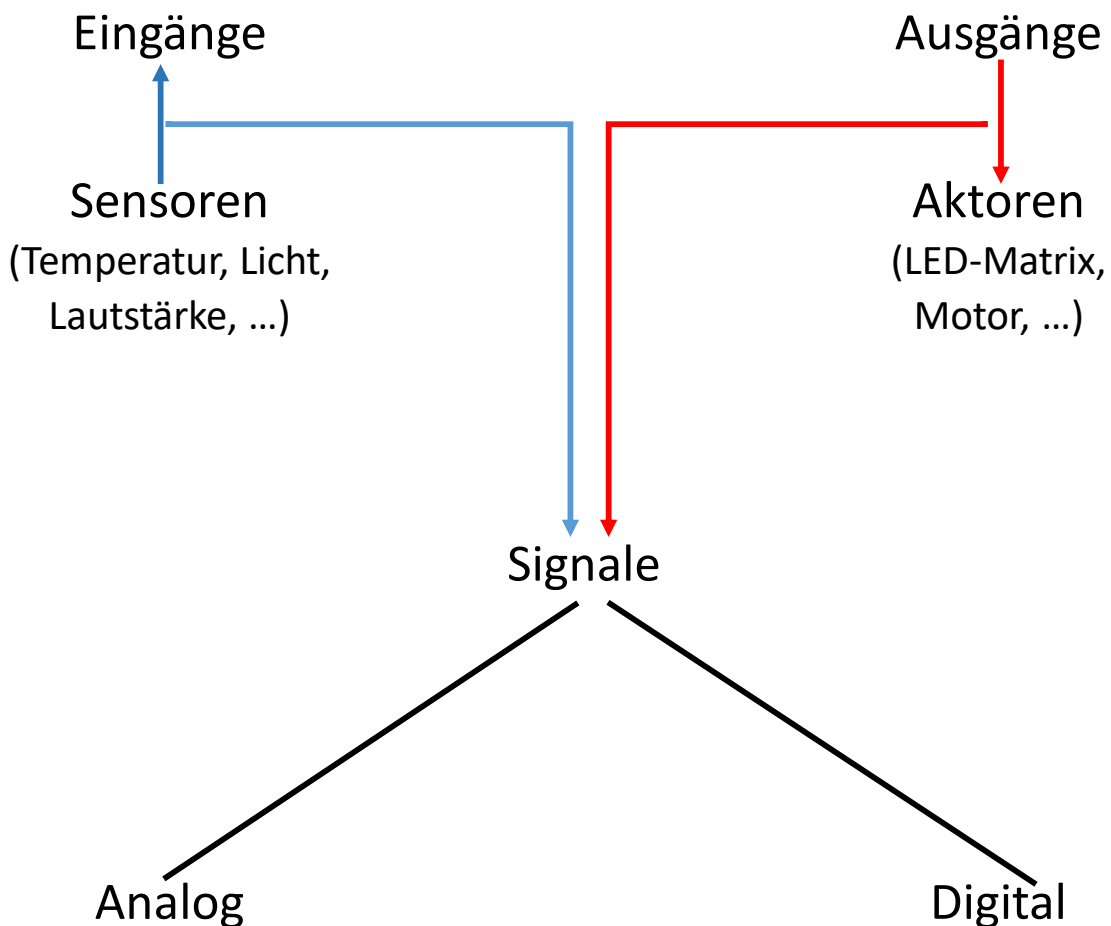 Eingänge
Ausgänge
Sensoren
(Temperatur, Licht,
Lautstärke, …)
Aktoren
(LED-Matrix,
Motor, …)
Signale
Analog
Digital